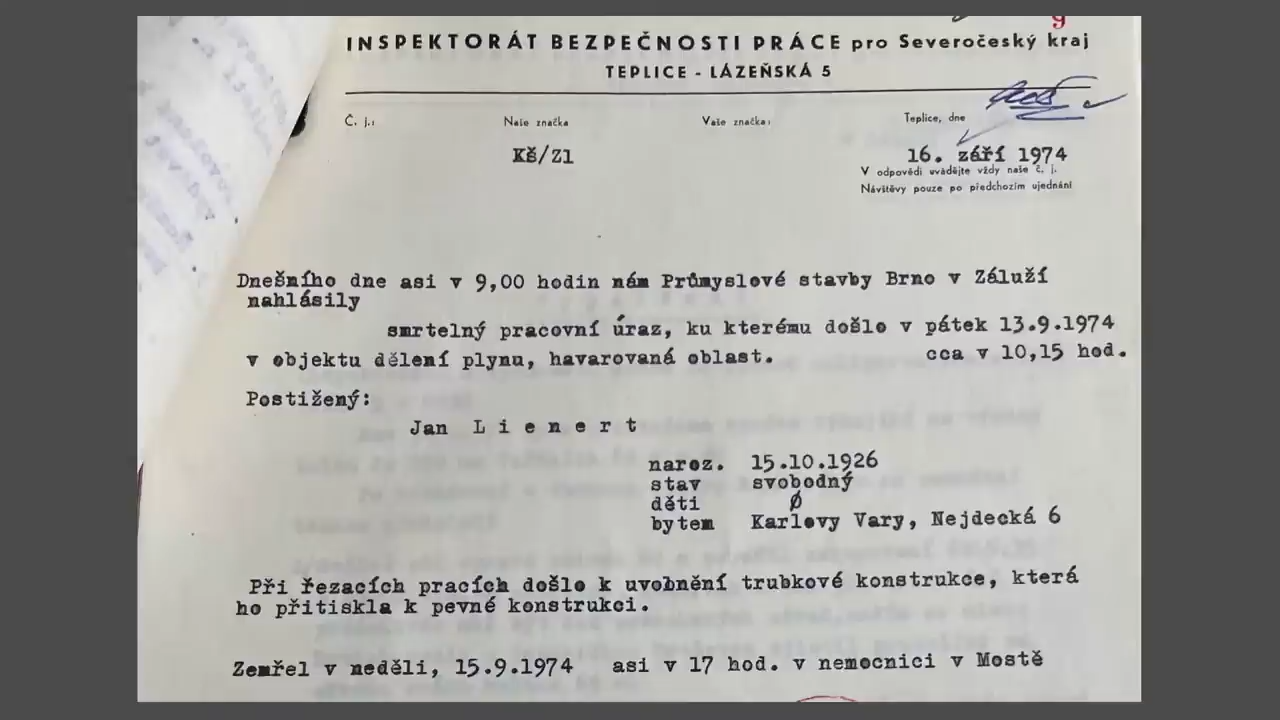 9
INSPEKTORÁT BEZPEČNOSTI PRÁCE pro Severočeský kraj
TEPLICE - LÁZEŇSKÁ 5
Č. j.: Naše značka Vaše značka: Teplice, dne
Kš/Zl 16. září 1974
V odpovědi uvádějte vždy naše č. j.
Návštěvy pouze po předchozím ujednání
Dnešního dne asi v 9,00 hodin nám Průmyslové stavby Brno v Záluží
nahlásily
smrtelný pracovní úraz, ku kterému došlo v pátek 13.9.1974
v objektu dělení plynu, havarovaná oblast. cca v 10,15 hod.
Postižený:
Jan Lienert
naroz. 15.10.1926
stav svobodný
děti Ø
bytem Karlovy Vary, Nejdecká 6
Při řezacích pracích došlo k uvobnění trubkové konstrukce, která
ho přitiskla k pevné konstrukci.
Zemřel v neděli, 15.9.1974 asi v 17 hod. v nemocnici v Mostě